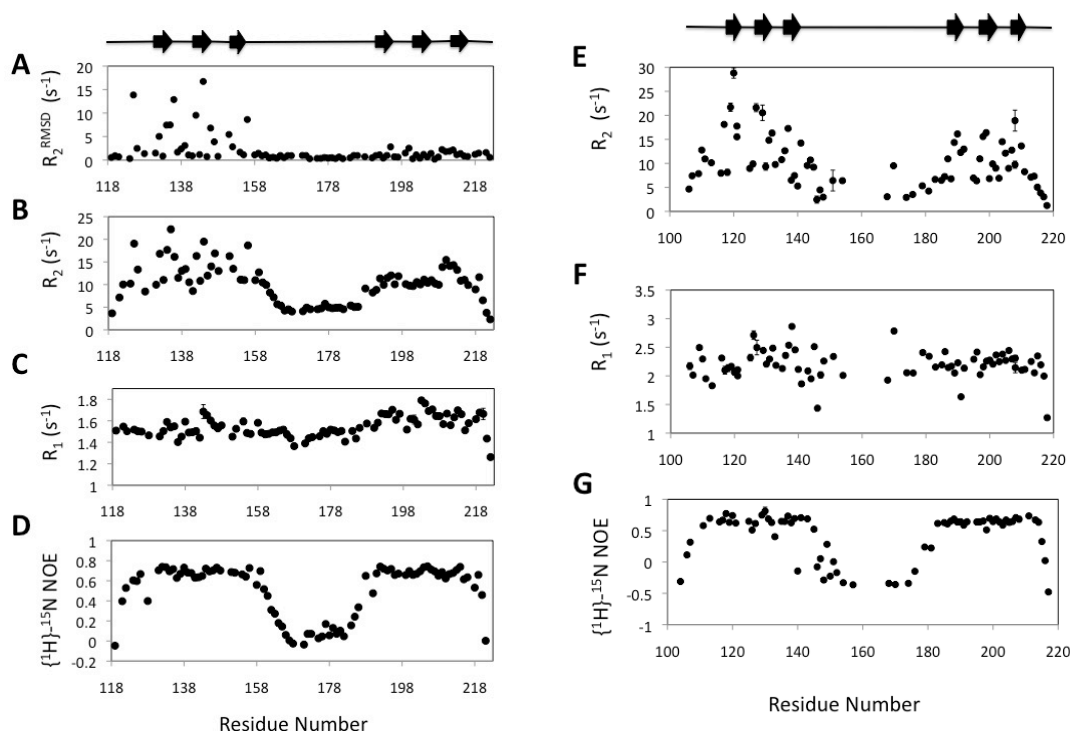 A
R2^RMSD (s^-1)
20
15
10
5
0
118 138 158 178 198 218
B
R2 (s^-1)
25
20
15
10
5
0
118 138 158 178 198 218
C
R1 (s^-1)
1.8
1.6
1.4
1.2
1
118 138 158 178 198 218
D
{^1H}-^15N NOE
1
0.8
0.6
0.4
0.2
0
-0.2
118 138 158 178 198 218
Residue Number
E
R2 (s^-1)
30
25
20
15
10
5
0
100 120 140 160 180 200 220
F
R1 (s^-1)
3.5
3
2.5
2
1.5
1
100 120 140 160 180 200 220
G
{^1H}-^15N NOE
1
0.5
0
-0.5
-1
100 120 140 160 180 200 220
Residue Number